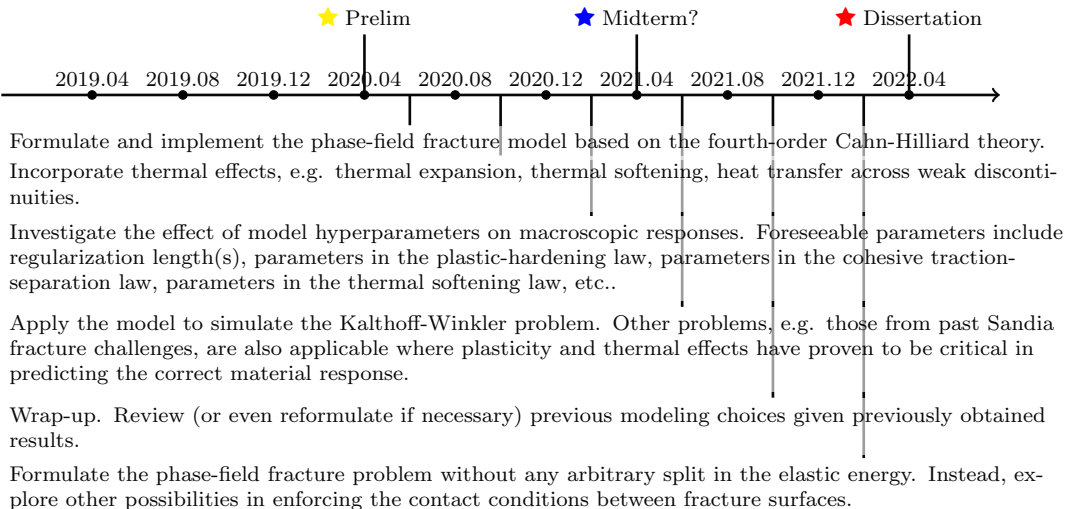 Prelim Midterm? Dissertation
2019.04 2019.08 2019.12 2020.04 2020.08 2020.12 2021.04 2021.08 2021.12 2022.04
Formulate and implement the phase-field fracture model based on the fourth-order Cahn-Hilliard theory.
Incorporate thermal effects, e.g. thermal expansion, thermal softening, heat transfer across weak disconti-
nuities.
Investigate the effect of model hyperparameters on macroscopic responses. Foreseeable parameters include
regularization length(s), parameters in the plastic-hardening law, parameters in the cohesive traction-
separation law, parameters in the thermal softening law, etc..
Apply the model to simulate the Kalthoff-Winkler problem. Other problems, e.g. those from past Sandia
fracture challenges, are also applicable where plasticity and thermal effects have proven to be critical in
predicting the correct material response.
Wrap-up. Review (or even reformulate if necessary) previous modeling choices given previously obtained
results.
Formulate the phase-field fracture problem without any arbitrary split in the elastic energy. Instead, ex-
plore other possibilities in enforcing the contact conditions between fracture surfaces.